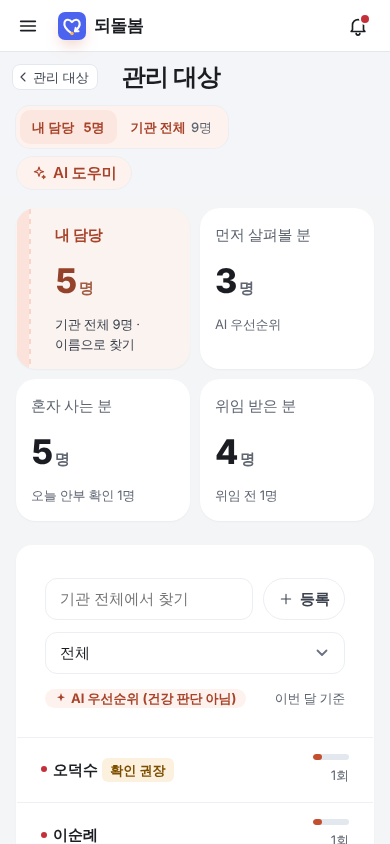 되돌봄
관리 대상
관리 대상
내 담당 5명
기관 전체 9명
AI 도우미
내 담당
5명
기관 전체 9명 ·
이름으로 찾기
먼저 살펴볼 분
3명
AI 우선순위
혼자 사는 분
5명
오늘 안부 확인 1명
위임 받은 분
4명
위임 전 1명
기관 전체에서 찾기
등록
전체
AI 우선순위 (건강 판단 아님)
이번 달 기준
오덕수 확인 권장
1회
이순례
1회